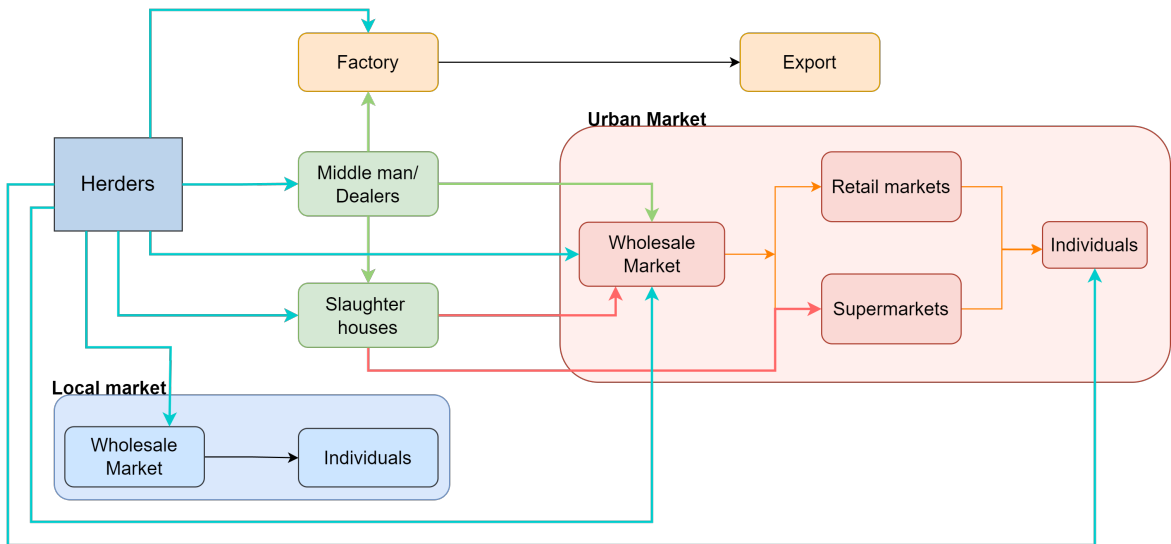 Factory
Export
Urban Market
Herders
Middle man/
Dealers
Retail markets
Wholesale
Market
Individuals
Slaughter
houses
Supermarkets
Local market
Wholesale
Market
Individuals